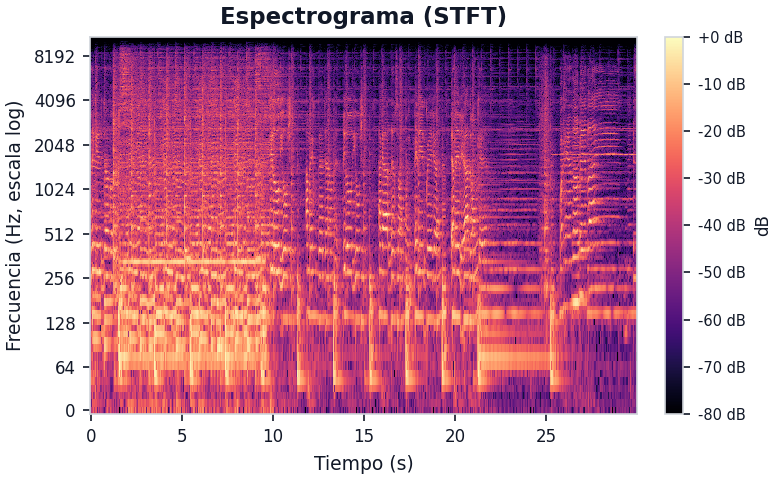 Espectrograma (STFT)
Frecuencia (Hz, escala log)
8192
4096
2048
1024
512
256
128
64
0
0 5 10 15 20 25
Tiempo (s)
+0 dB
-10 dB
-20 dB
-30 dB
-40 dB
-50 dB
-60 dB
-70 dB
-80 dB
dB